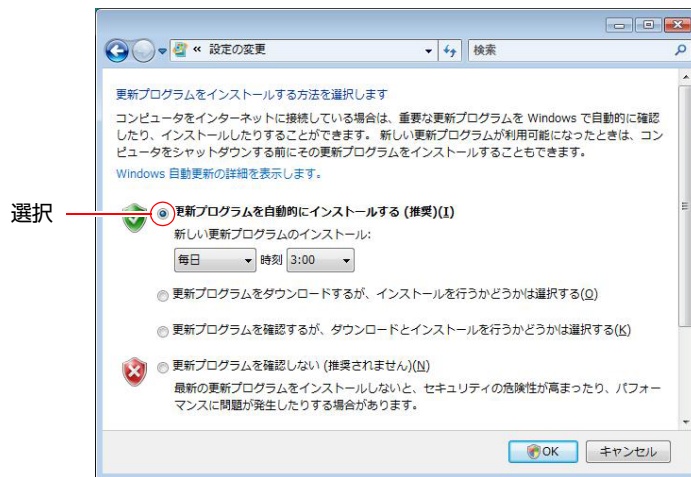 « 設定の変更
検索
更新プログラムをインストールする方法を選択します
コンピュータをインターネットに接続している場合は、重要な更新プログラムを Windows で自動的に確認
したり、インストールしたりすることができます。 新しい更新プログラムが利用可能になったときは、コン
ピュータをシャットダウンする前にその更新プログラムをインストールすることもできます。
Windows 自動更新の詳細を表示します。
選択
更新プログラムを自動的にインストールする (推奨)(I)
新しい更新プログラムのインストール:
毎日 時刻 3:00
更新プログラムをダウンロードするが、インストールを行うかどうかは選択する(O)
更新プログラムを確認するが、ダウンロードとインストールを行うかどうかは選択する(K)
更新プログラムを確認しない (推奨されません)(N)
最新の更新プログラムをインストールしないと、セキュリティの危険性が高まったり、パフォー
マンスに問題が発生したりする場合があります。
OK キャンセル